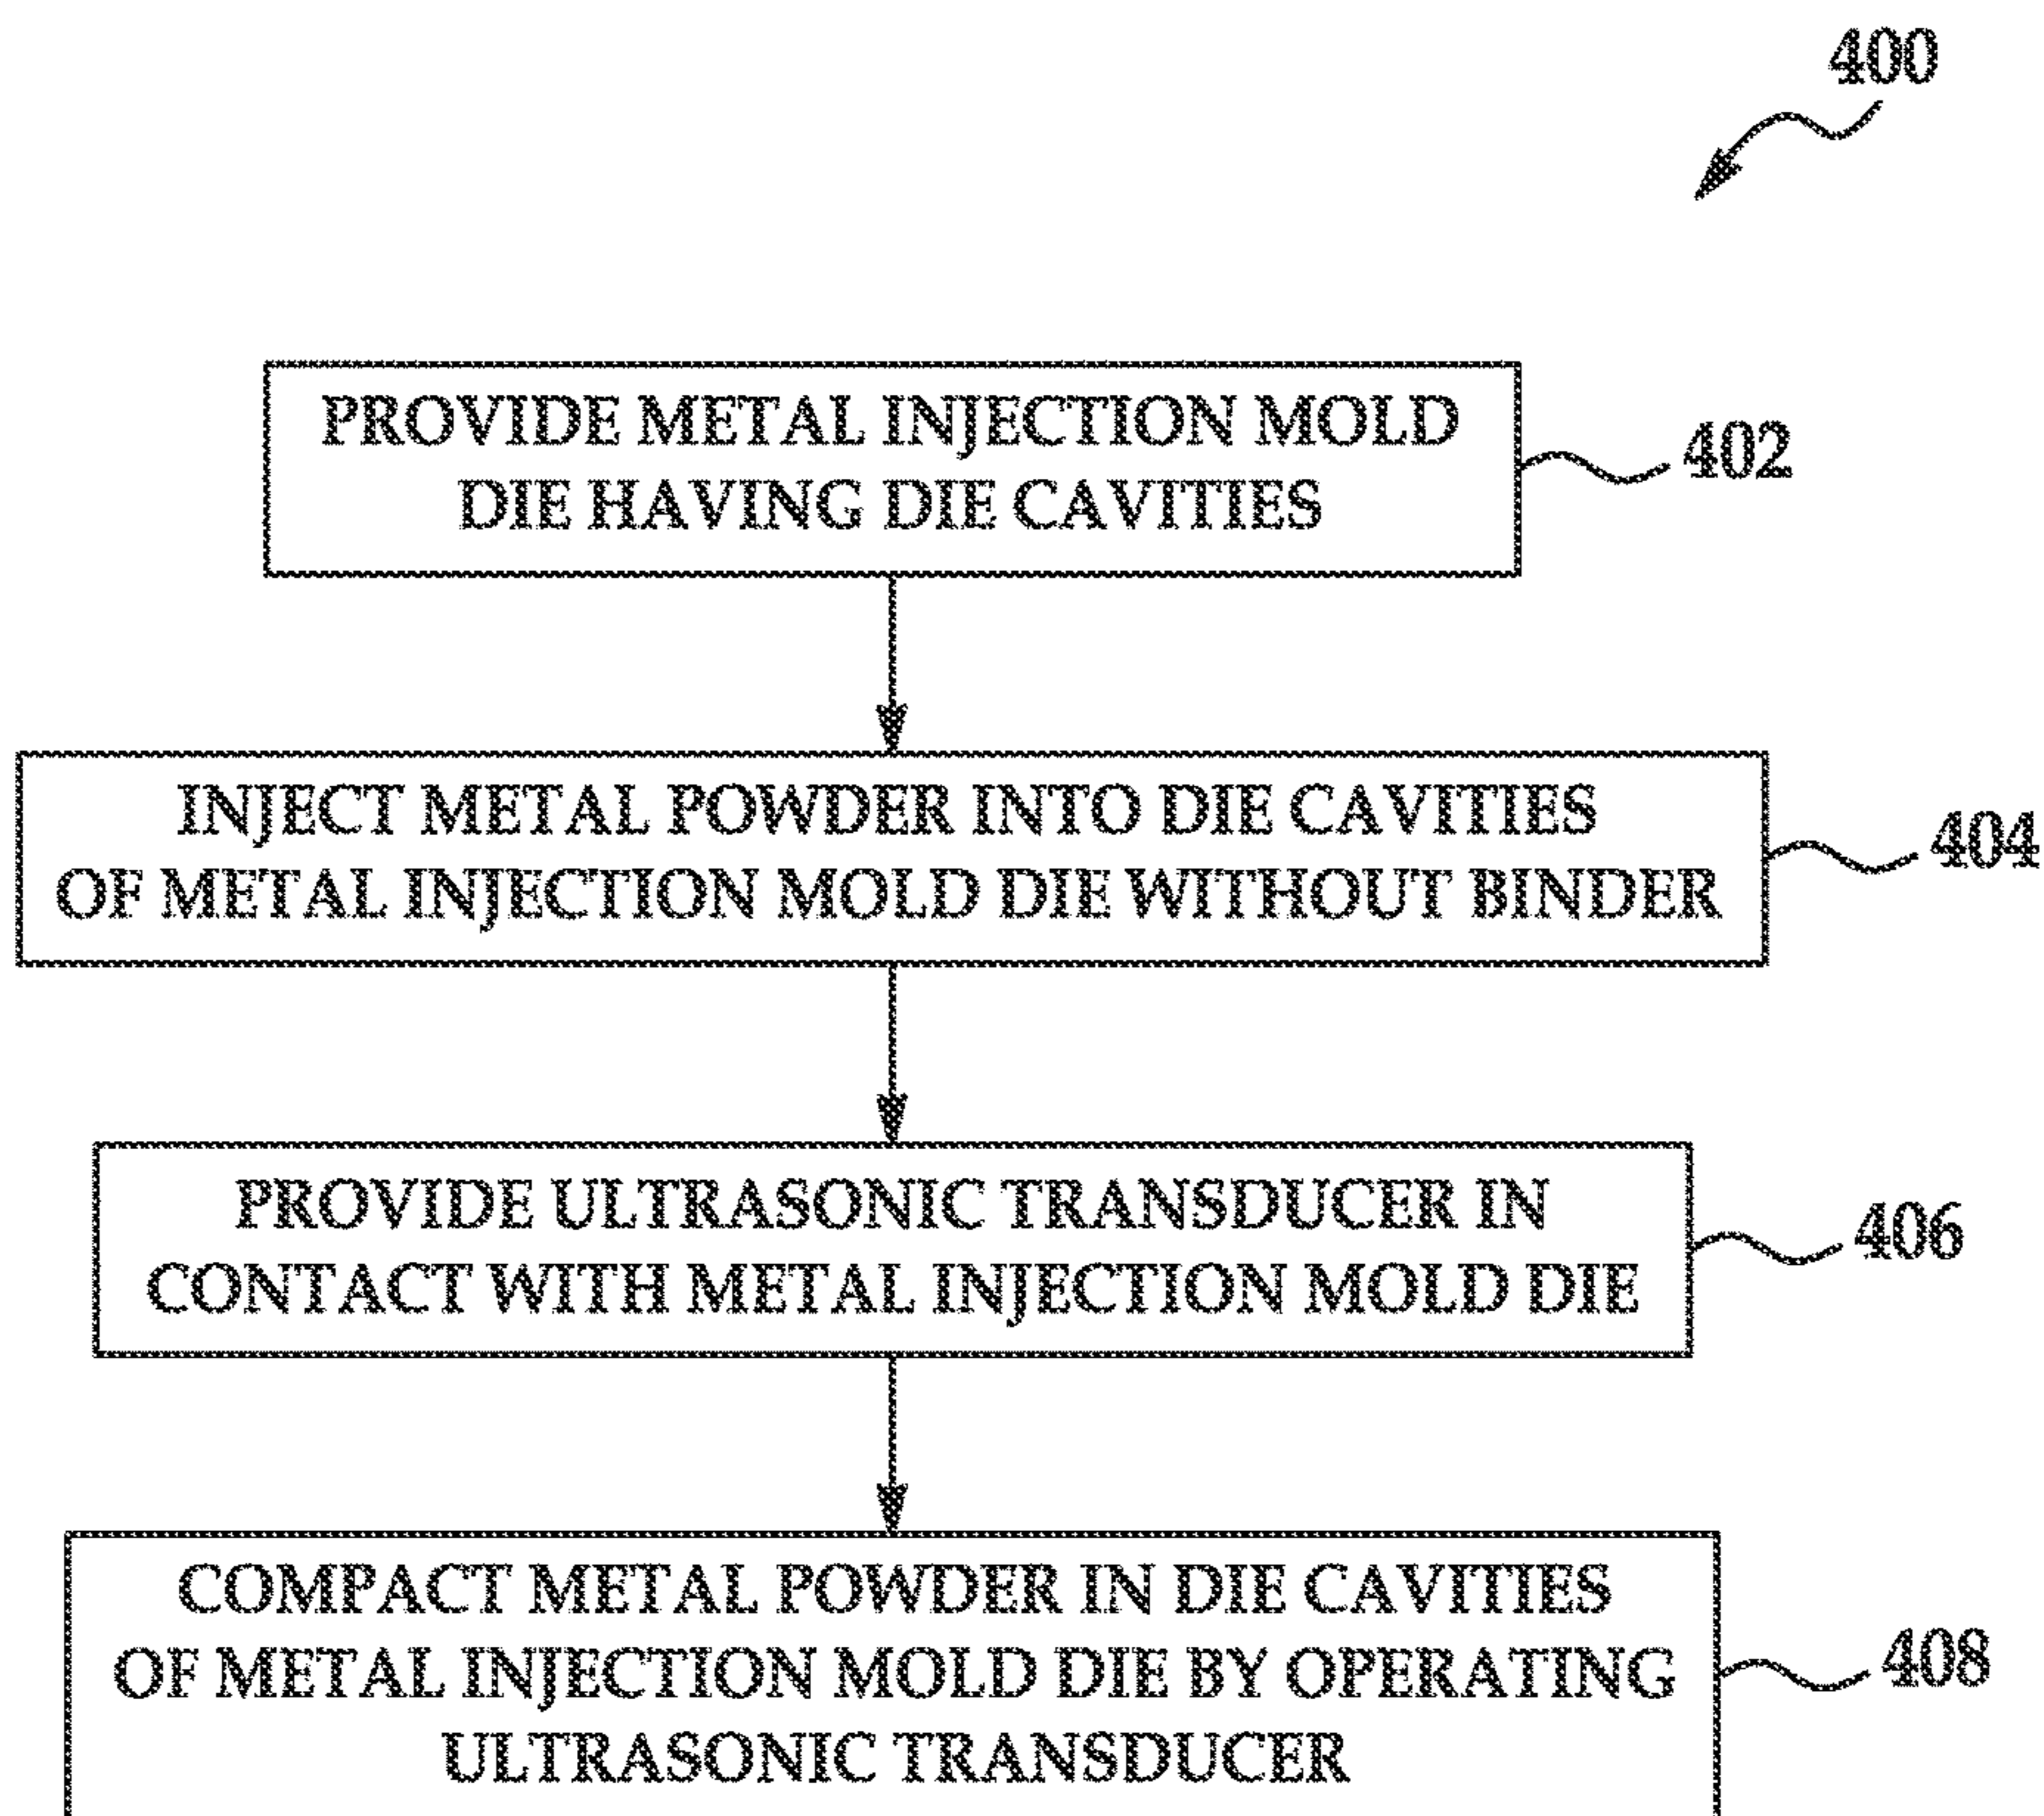 400
PROVIDE METAL INJECTION MOLD
DIE HAVING DIE CAVITIES
402
INJECT METAL POWDER INTO DIE CAVITIES
OF METAL INJECTION MOLD DIE WITHOUT BINDER
404
PROVIDE ULTRASONIC TRANSDUCER IN
CONTACT WITH METAL INJECTION MOLD DIE
406
COMPACT METAL POWDER IN DIE CAVITIES
OF METAL INJECTION MOLD DIE BY OPERATING
ULTRASONIC TRANSDUCER
408